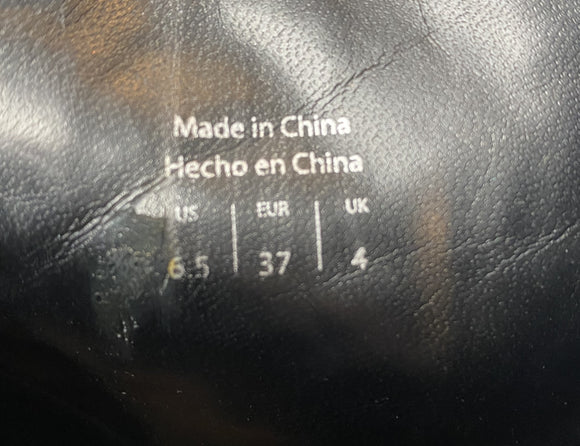 Made in China
Hecho en China
US | EUR | UK
6.5 | 37 | 4